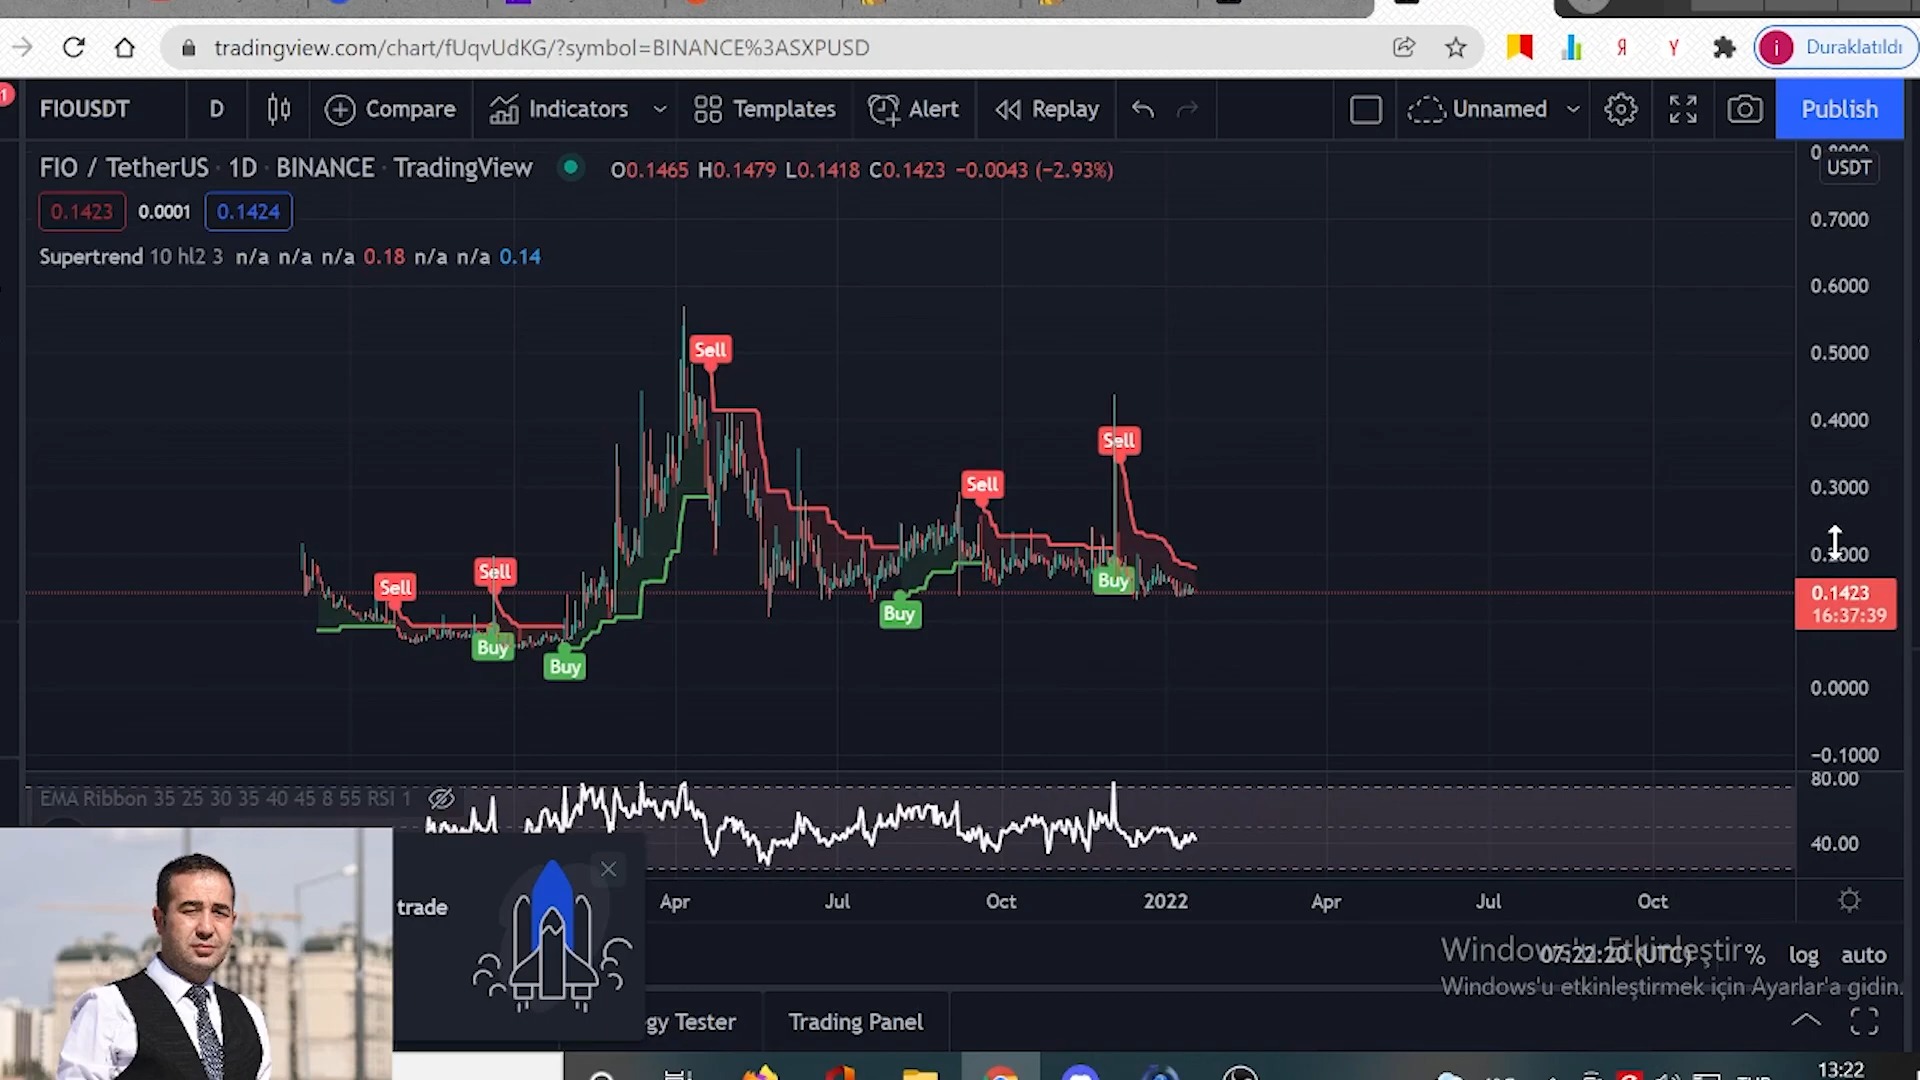 tradingview.com/chart/fUqvUdKG/?symbol=BINANCE%3ASXPUSD
Duraklatıldı
FIOUSDT D Compare Indicators Templates Alert Replay Unnamed Publish
FIO / TetherUS · 1D · BINANCE · TradingView O0.1465 H0.1479 L0.1418 C0.1423 −0.0043 (−2.93%)
USDT
0.1423 0.0001 0.1424
Supertrend 10 hl2 3 n/a n/a n/a 0.18 n/a n/a 0.14
0.7000
0.6000
0.5000
0.4000
0.3000
0.1423
16:37:39
0.0000
−0.1000
Sell
Sell
Sell
Sell
Sell
Buy
Buy
Buy
Buy
80.00
EMA Ribbon 35 25 30 35 40 45 8 55 RSI 1
40.00
Apr Jul Oct 2022 Apr Jul Oct
trade
07:22:20 (UTC) % log auto
Windows'u Etkinleştir
Windows'u etkinleştirmek için Ayarlar'a gidin.
gy Tester Trading Panel
13:22